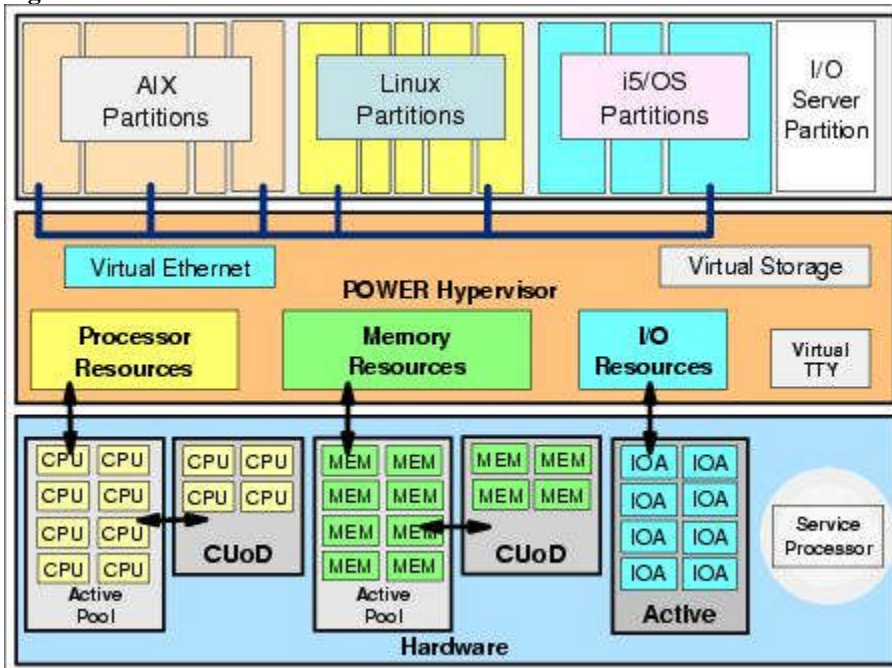 AIX
Partitions
Linux
Partitions
i5/OS
Partitions
I/O
Server
Partition
Virtual Ethernet
Virtual Storage
POWER Hypervisor
Processor
Resources
Memory
Resources
I/O
Resources
Virtual
TTY
CPU CPU
CPU CPU
CPU CPU
CPU CPU
Active
Pool
CPU CPU
CPU CPU
CUoD
MEM MEM
MEM MEM
MEM MEM
MEM MEM
Active
Pool
MEM MEM
MEM MEM
CUoD
IOA IOA
IOA IOA
IOA IOA
IOA IOA
Active
Service
Processor
Hardware